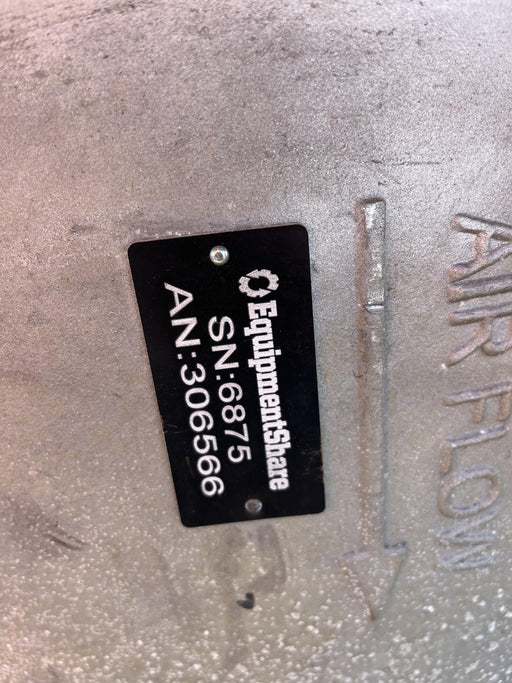 AIR FLOW
EquipmentShare
SN:6875
AN:306566